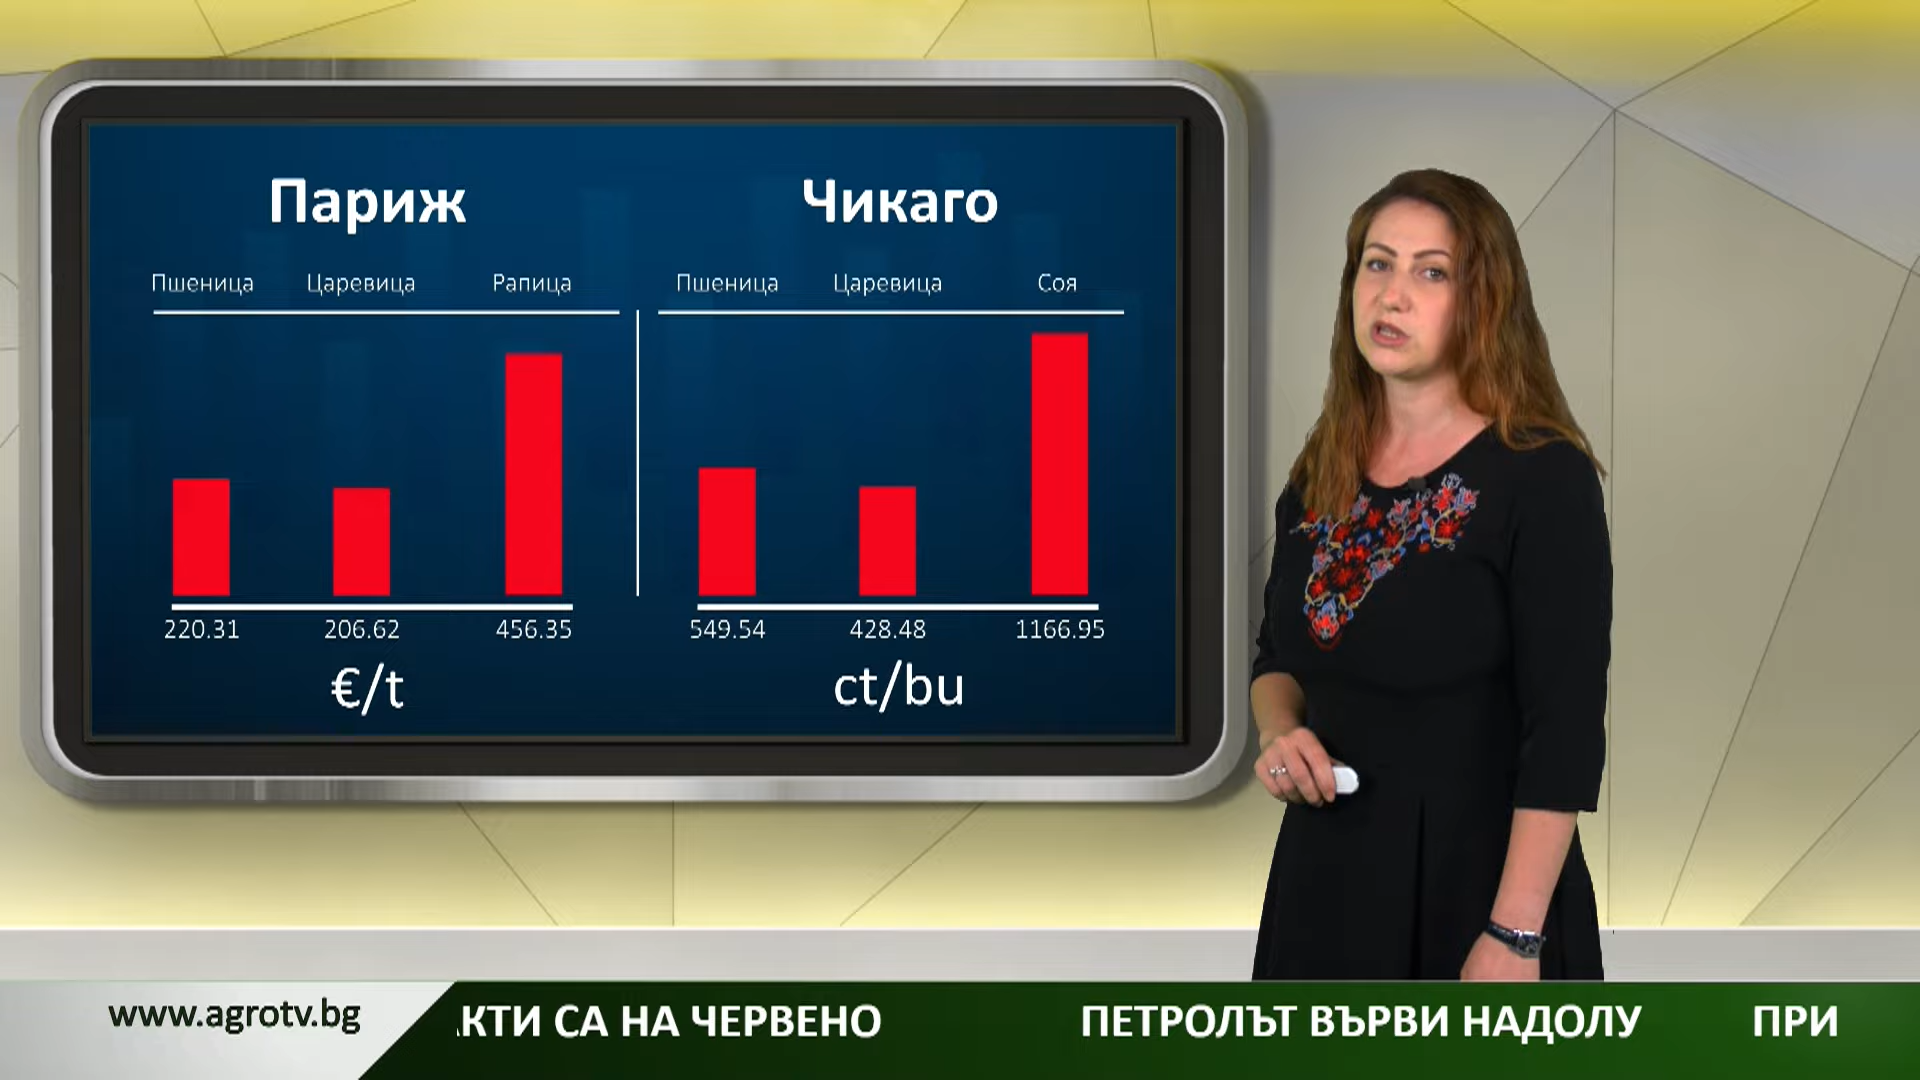 Париж
Чикаго
Пшеница Царевица Рапица
Пшеница Царевица Соя
220.31 206.62 456.35
549.54 428.48 1166.95
€/t
ct/bu
www.agrotv.bg
КТИ СА НА ЧЕРВЕНО ПЕТРОЛЪТ ВЪРВИ НАДОЛУ ПРИ